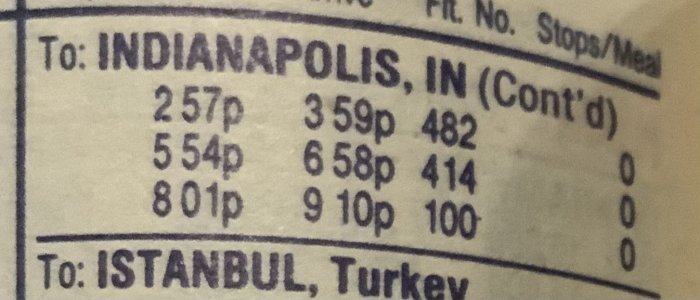 Flt. No. Stops/Meal
To: INDIANAPOLIS, IN (Cont'd)
2 57p 3 59p 482 0
5 54p 6 58p 414 0
8 01p 9 10p 100 0
To: ISTANBUL, Turkey